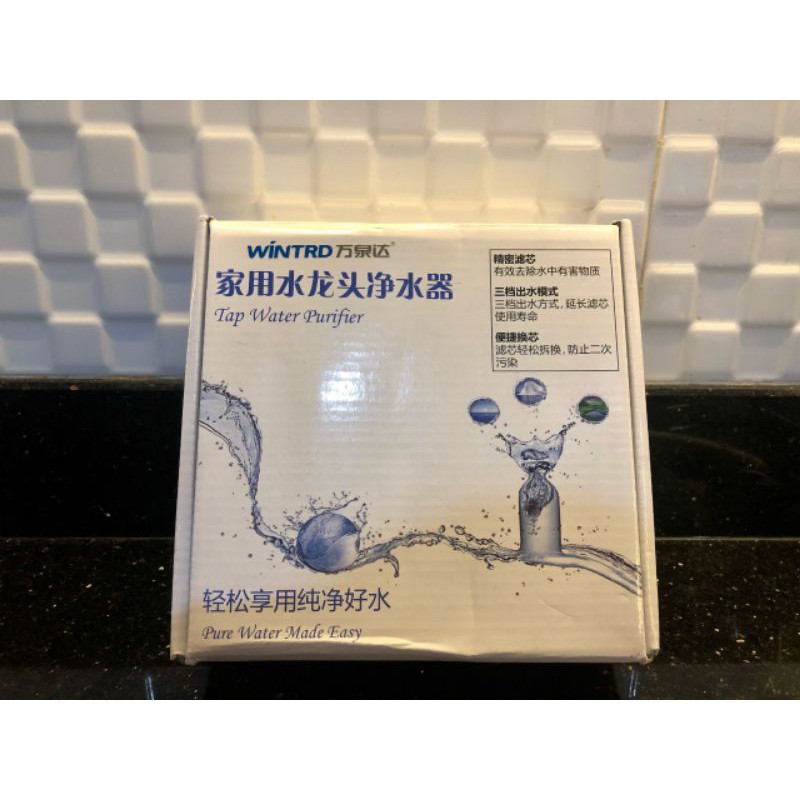 WINTRD万泉达®
家用水龙头净水器
Tap Water Purifier
精密滤芯
有效去除水中有害物质
三档出水模式
三档出水方式,延长滤芯
使用寿命
便捷换芯
滤芯轻松拆换,防止二次
污染
轻松享用纯净好水
Pure Water Made Easy